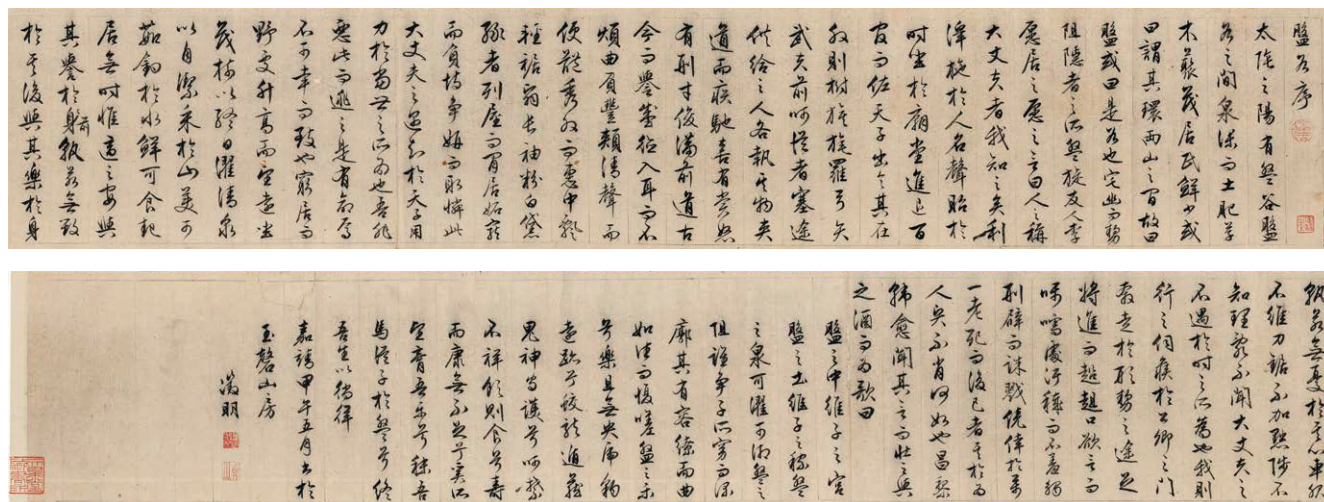 盤谷序
太行之陽有盤谷盤
谷之間泉深而土肥草
木藂茂居民鮮少或
曰謂其環兩山之間故曰
盤或曰是谷也宅幽而勢
阻隱者之所盤旋友人李
愿居之愿之言曰人之稱
大丈夫者我知之矣利
澤施於人名聲昭於
時坐於廟堂進退百
官而佐天子出令其在
外則樹旗旄羅弓矢
武夫前呵從者塞途
供給之人各執其物夾
道而疾馳喜有賞怒
有刑才俊滿前道古
今而譽盛德入耳而不
煩曲眉豐頰清聲而
便體秀外而惠中飄
輕裾翳長袖粉白黛
綠者列屋而閒居妬寵
而負恃爭妍而取憐此
大丈夫之遇知於天子用
力於當世之所為也吾非
惡此而逃之是有命焉
不可幸而致也窮居而
野處升高而望遠坐
茂樹以終日濯清泉
以自潔采於山美可
茹釣於水鮮可食起
居無時惟適之安與
其譽於身前孰若無毀
於其後與其樂於身
孰若無憂於其心車服
不維刀鋸不加黜陟不
知理亂不聞大丈夫之
不遇於時之所為也我則
行之伺候於公卿之門
奔走於形勢之途足
將進而趑趄口欲言而
囁嚅處汙穢而不羞觸
刑辟而誅戮僥倖於萬
一老死而後已者其於為
人賢不肖何如也昌黎
韓愈聞其言而壯之與
之酒而為歌曰
盤之中維子之宮
盤之土維子之稼盤
之泉可濯可湘盤之
阻誰爭子所窈而深
廓其有容繚而曲
如往而復嗟盤之樂
兮樂且無央虎豹
遠跡兮蛟龍遁藏
鬼神守護兮呵禁
不祥飲則食兮壽
而康無不足兮奚所
望膏吾車兮秣吾
馬從子於盤兮終
吾生以徜徉
嘉靖甲午五月書於
玉磬山房
徵明